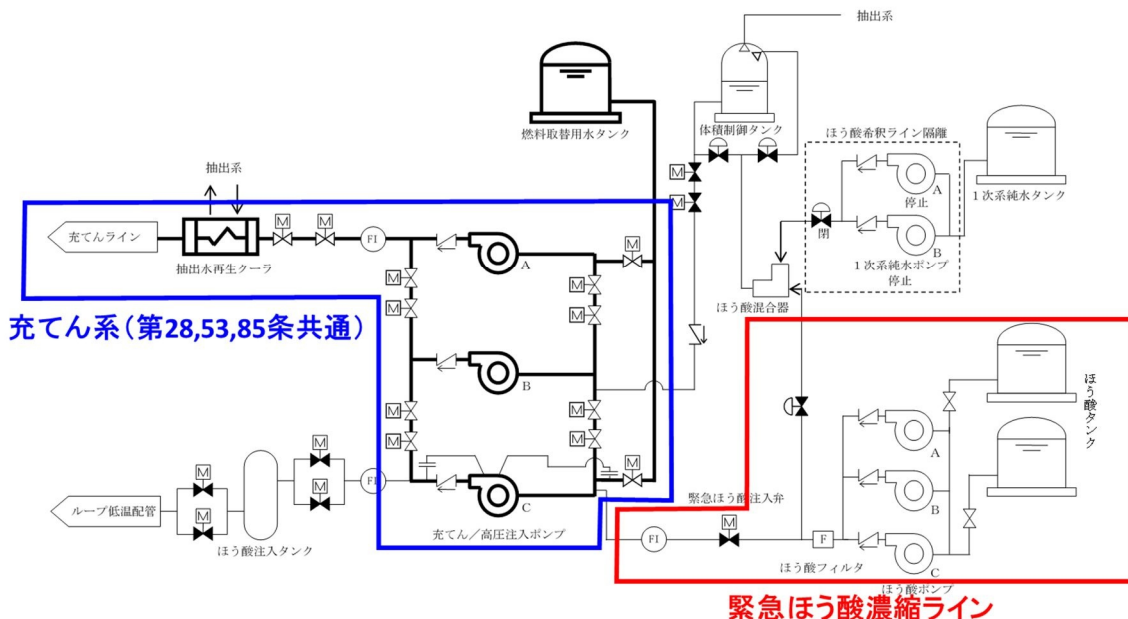 抽出系
燃料取替用水タンク
体積制御タンク
ほう酸希釈ライン隔離
A
停止
1次系純水タンク
M
M
抽出系
M
M
充てんライン
FI
閉
B
1次系純水ポンプ
停止
抽出水再生クーラ
A
M
M
M
M
M
ほう酸混合器
充てん系(第28,53,85条共通)
B
M
M
M
M
ほう酸タンク
A
B
C
M
M
M
M
FI
M
M
C
ループ低温配管
ほう酸注入タンク
充てん/高圧注入ポンプ
緊急ほう酸注入弁
M
FI
F
ほう酸フィルタ
ほう酸ポンプ
緊急ほう酸濃縮ライン